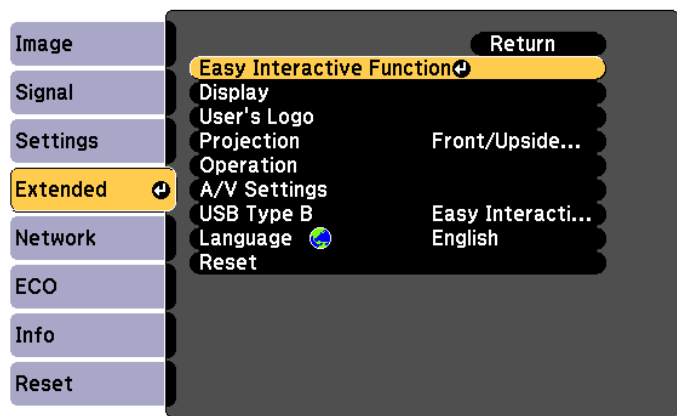 Image
Signal
Settings
Extended
Network
ECO
Info
Reset
Return
Easy Interactive Function
Display
User's Logo
Projection Front/Upside...
Operation
A/V Settings
USB Type B Easy Interacti...
Language English
Reset